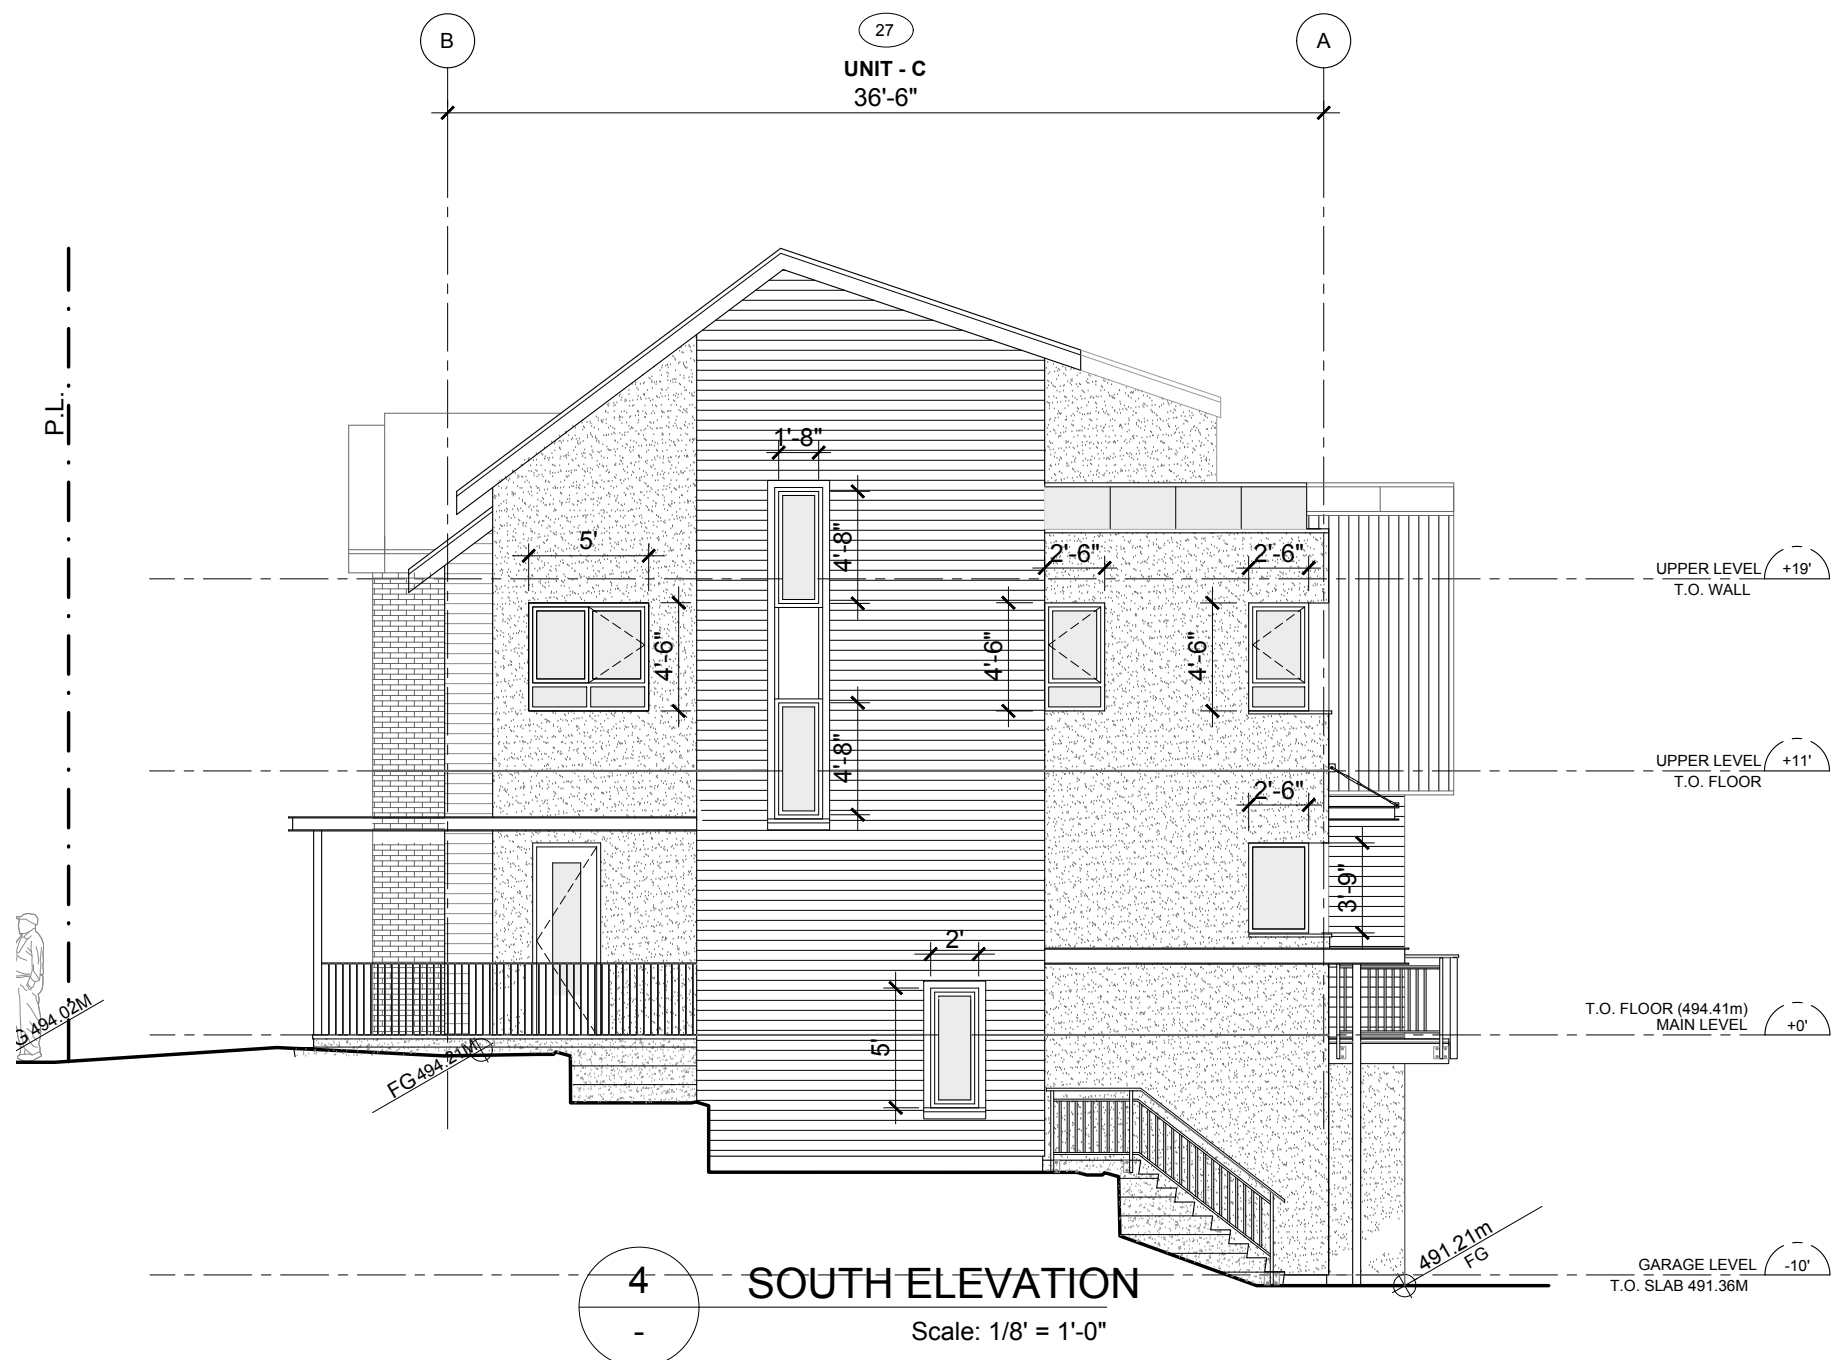 B
27
A
UNIT - C
36'-6"
P.L.
1'-8"
4'-8"
5'
2'-6"
2'-6"
UPPER LEVEL +19'
T.O. WALL
4'-6"
4'-6"
4'-6"
4'-8"
UPPER LEVEL +11'
T.O. FLOOR
2'-6"
3'-9"
2'
5'
G 494.02M
T.O. FLOOR (494.41m)
MAIN LEVEL +0'
FG 494.21M
491.21m
FG
GARAGE LEVEL -10'
T.O. SLAB 491.36M
4
-
SOUTH ELEVATION
Scale: 1/8' = 1'-0"